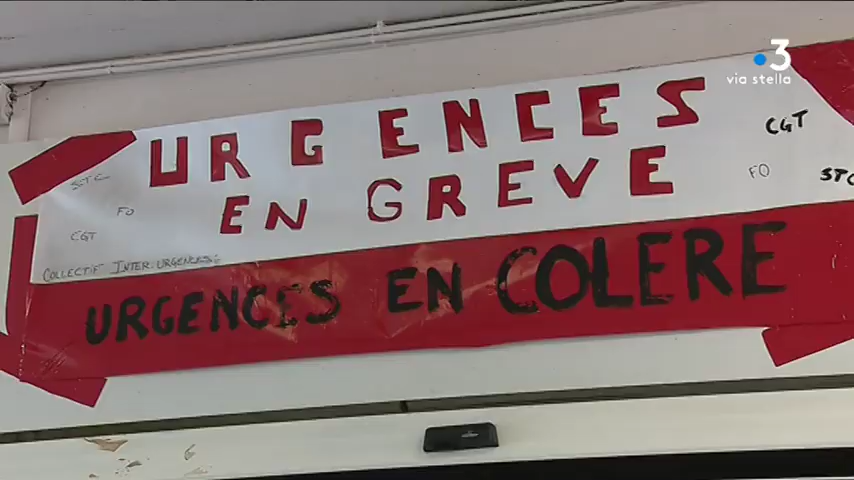 3
via stella
URGENCES
EN GREVE
STC
FO
CGT
COLLECTIF INTER URGENCES
CGT
FO
STC
URGENCES EN COLERE